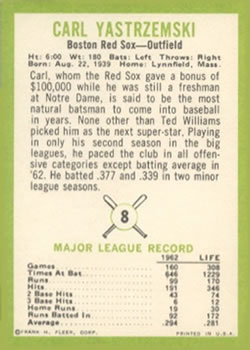 CARL YASTRZEMSKI
Boston Red Sox—Outfield
Ht: 6:00 Wt: 180 Bats: Left Throws: Right
Born: Aug. 22, 1939 Home: Lynnfield, Mass.
Carl, whom the Red Sox gave a bonus of
$100,000 while he was still a freshman
at Notre Dame, is said to be the most
natural batsman to come into baseball
in years. None other than Ted Williams
picked him as the next super-star. Playing
in only his second season in the big
leagues, he paced the club in all offen-
sive categories except batting average in
'62. He batted .377 and .339 in two minor
league seasons.
8
MAJOR LEAGUE RECORD
1962 LIFE
Games 160 308
Times At Bat 646 1229
Runs 99 170
Hits 191 346
2 Base Hits 43 74
3 Base Hits 6 12
Home Runs 19 30
Runs Batted In 92 172
Average .294 .281
©FRANK H. FLEER, CORP. PRINTED IN U.S.A.